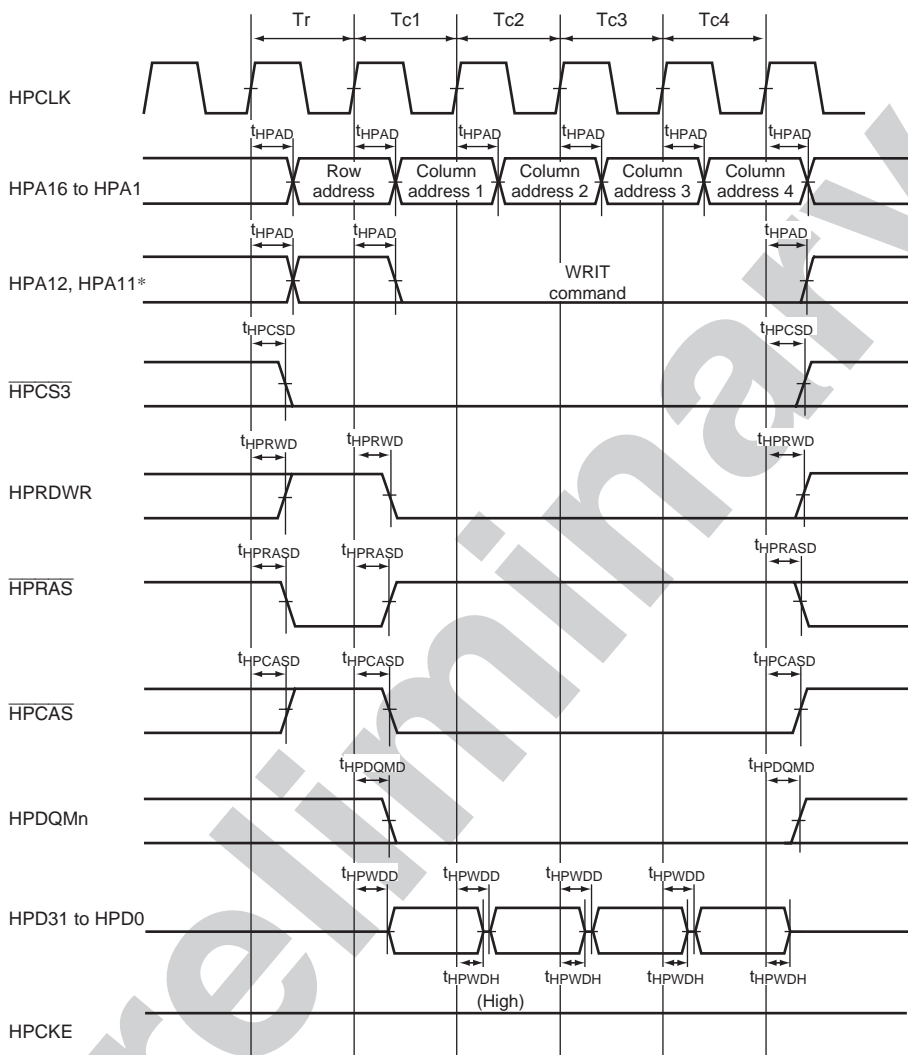 Tr Tc1 Tc2 Tc3 Tc4
HPCLK
tHPAD tHPAD tHPAD tHPAD tHPAD tHPAD
HPA16 to HPA1
Row address
Column address 1
Column address 2
Column address 3
Column address 4
tHPAD tHPAD tHPAD
HPA12, HPA11*
WRIT
command
tHPCSD tHPCSD
HPCS3
tHPRWD tHPRWD tHPRWD
HPRDWR
tHPRASD tHPRASD tHPRASD
HPRAS
tHPCASD tHPCASD tHPCASD
HPCAS
tHPDQMD tHPDQMD
HPDQMn
tHPWDD tHPWDD tHPWDD tHPWDD
HPD31 to HPD0
tHPWDH tHPWDH tHPWDH tHPWDH
(High)
HPCKE
reliminary